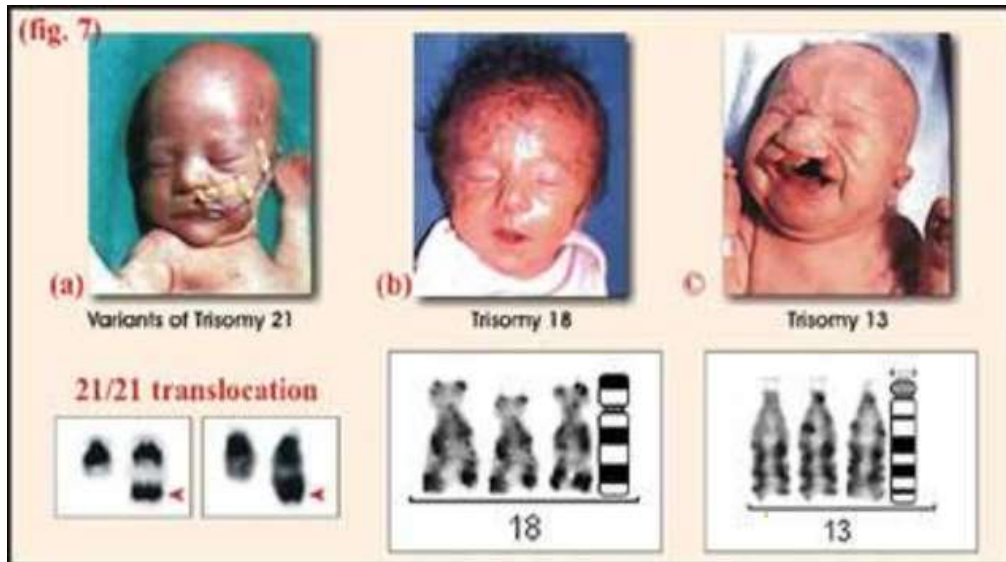 (fig. 7)
(a)
(b)
©
Variants of Trisomy 21
Trisomy 18
Trisomy 13
21/21 translocation
18
13